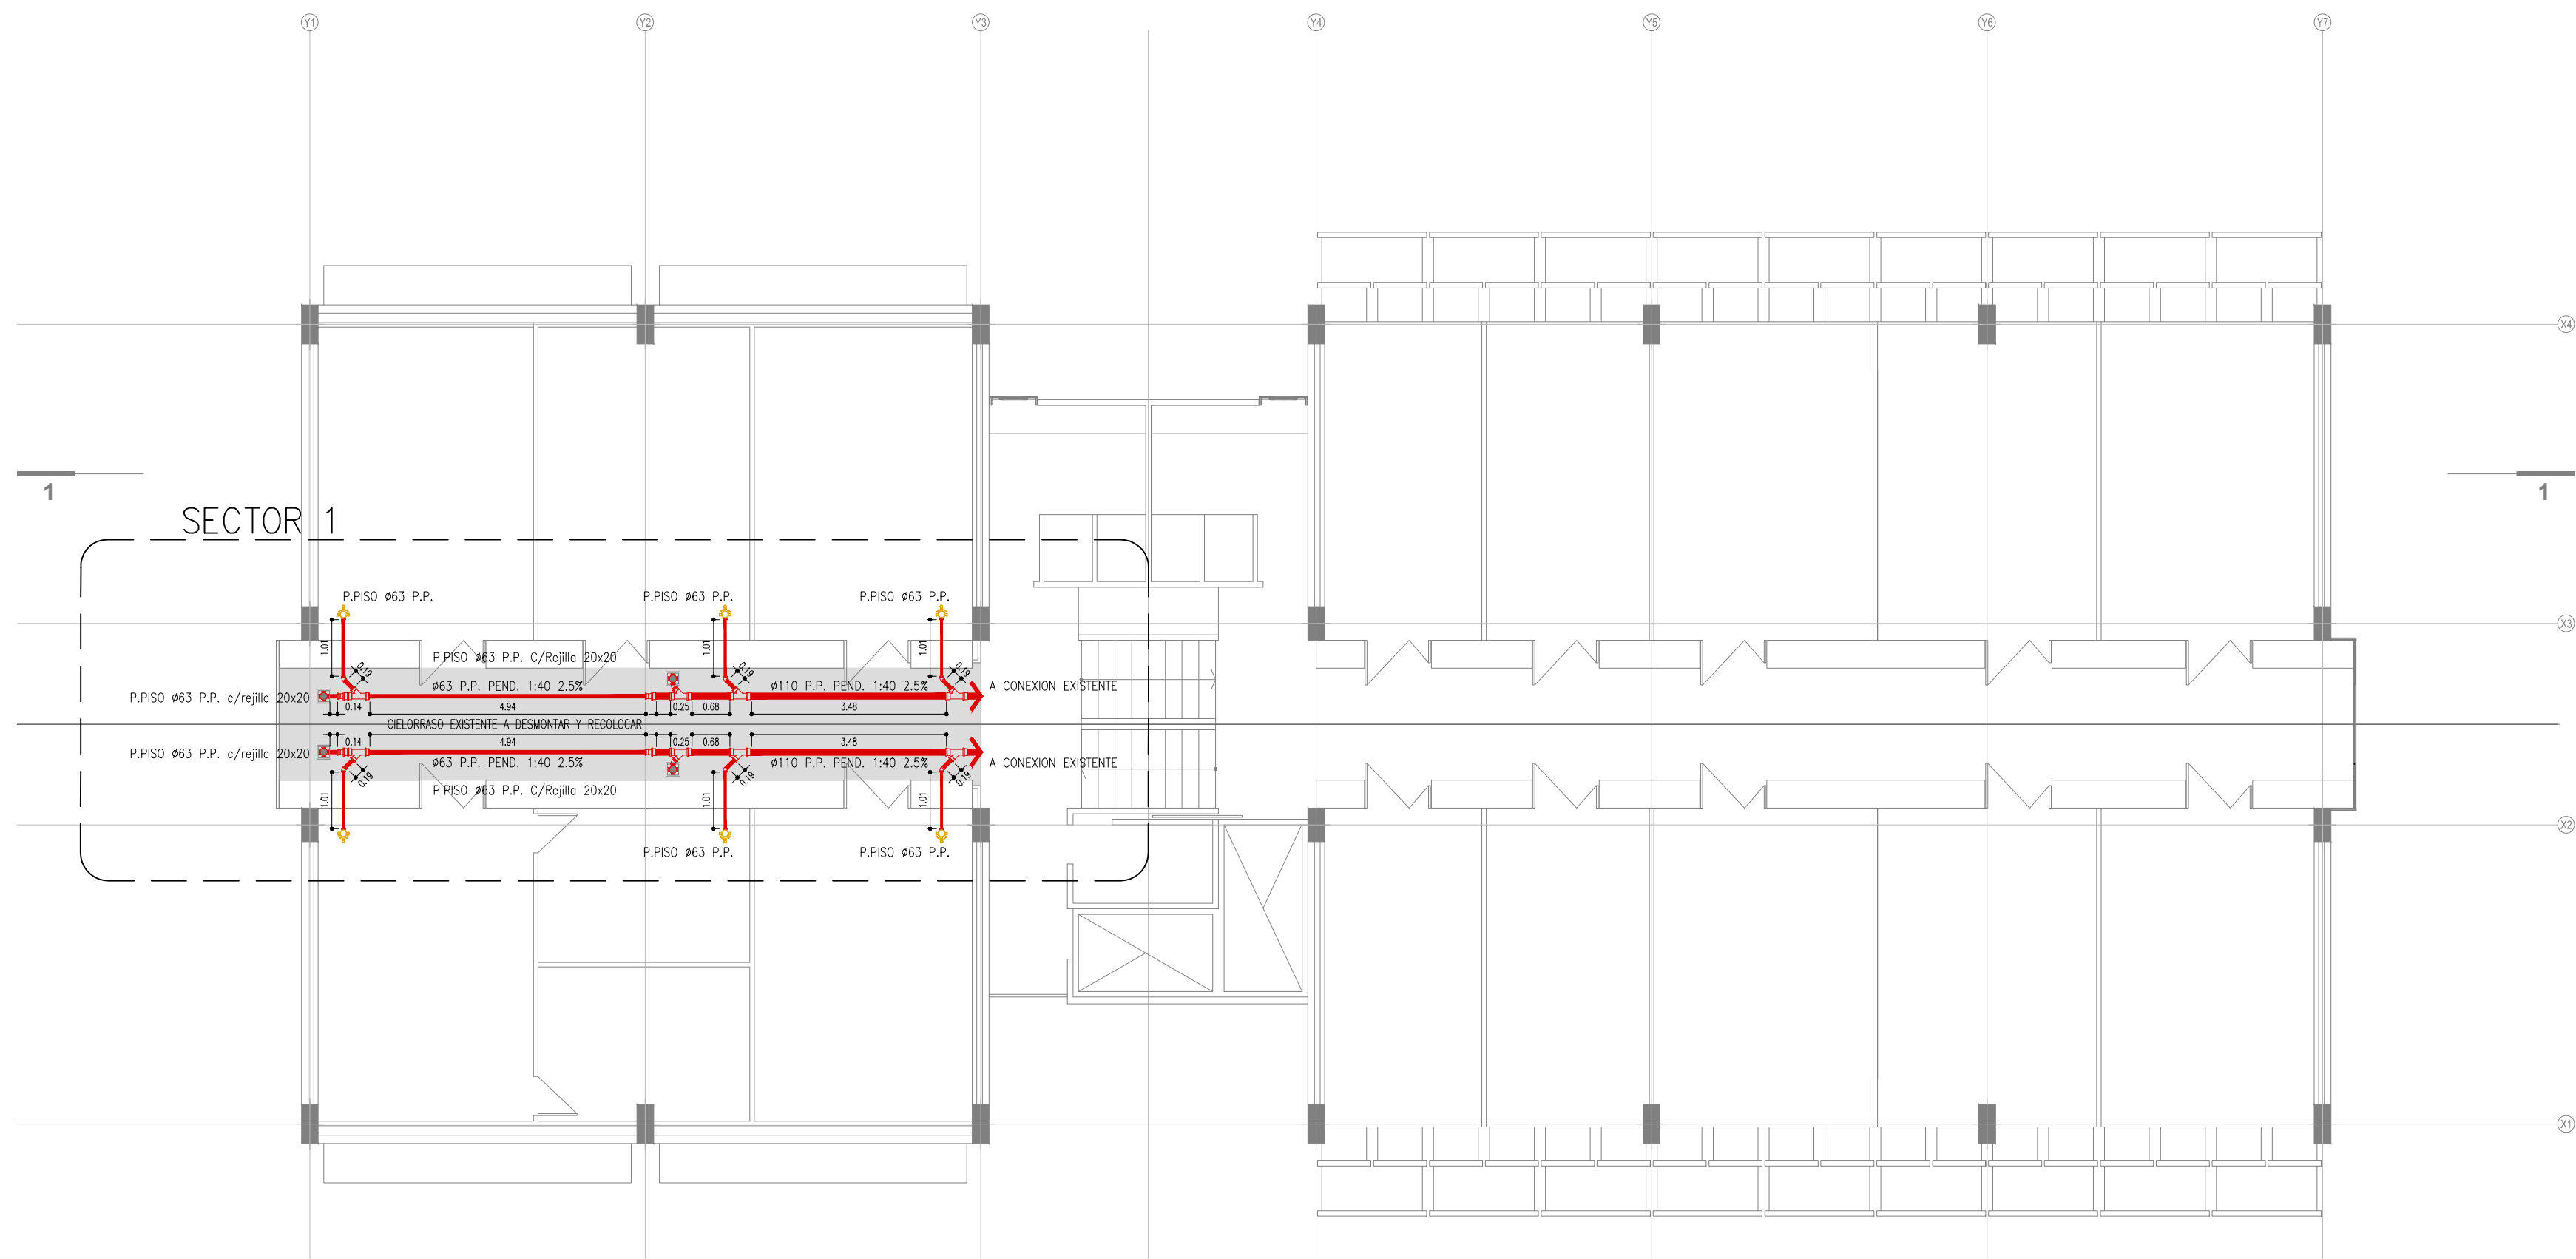 Y1 Y2 Y3 Y4 Y5 Y6 Y7
X4
1 1
SECTOR 1
P.PISO ø63 P.P. P.PISO ø63 P.P. P.PISO ø63 P.P.
X3
1.01 1.01 1.01
P.PISO ø63 P.P. C/Rejilla 20x20
0.19 0.19 0.19
ø63 P.P. PEND. 1:40 2.5% ø110 P.P. PEND. 1:40 2.5% A CONEXION EXISTENTE
P.PISO ø63 P.P. c/rejilla 20x20
0.14 4.94 0.25 0.68 3.48
CIELORRASO EXISTENTE A DESMONTAR Y RECOLOCAR
0.14 4.94 0.25 0.68 3.48
P.PISO ø63 P.P. c/rejilla 20x20
ø63 P.P. PEND. 1:40 2.5% ø110 P.P. PEND. 1:40 2.5% A CONEXION EXISTENTE
0.19 0.19 0.19
P.PISO ø63 P.P. C/Rejilla 20x20
1.01 1.01 1.01
X2
P.PISO ø63 P.P. P.PISO ø63 P.P.
X1